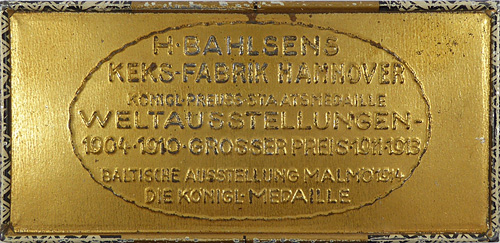 H·BAHLSENS
KEKS·FABRIK HANNOVER
KÖNIGL·PREUSS·STAATSMEDAILLE
WELTAUSSTELLUNGEN-
1904·1910·GROSSER PREIS·1911·1913
BALTISCHE AUSSTELLUNG MALMÖ 1914
DIE KÖNIGL·MEDAILLE